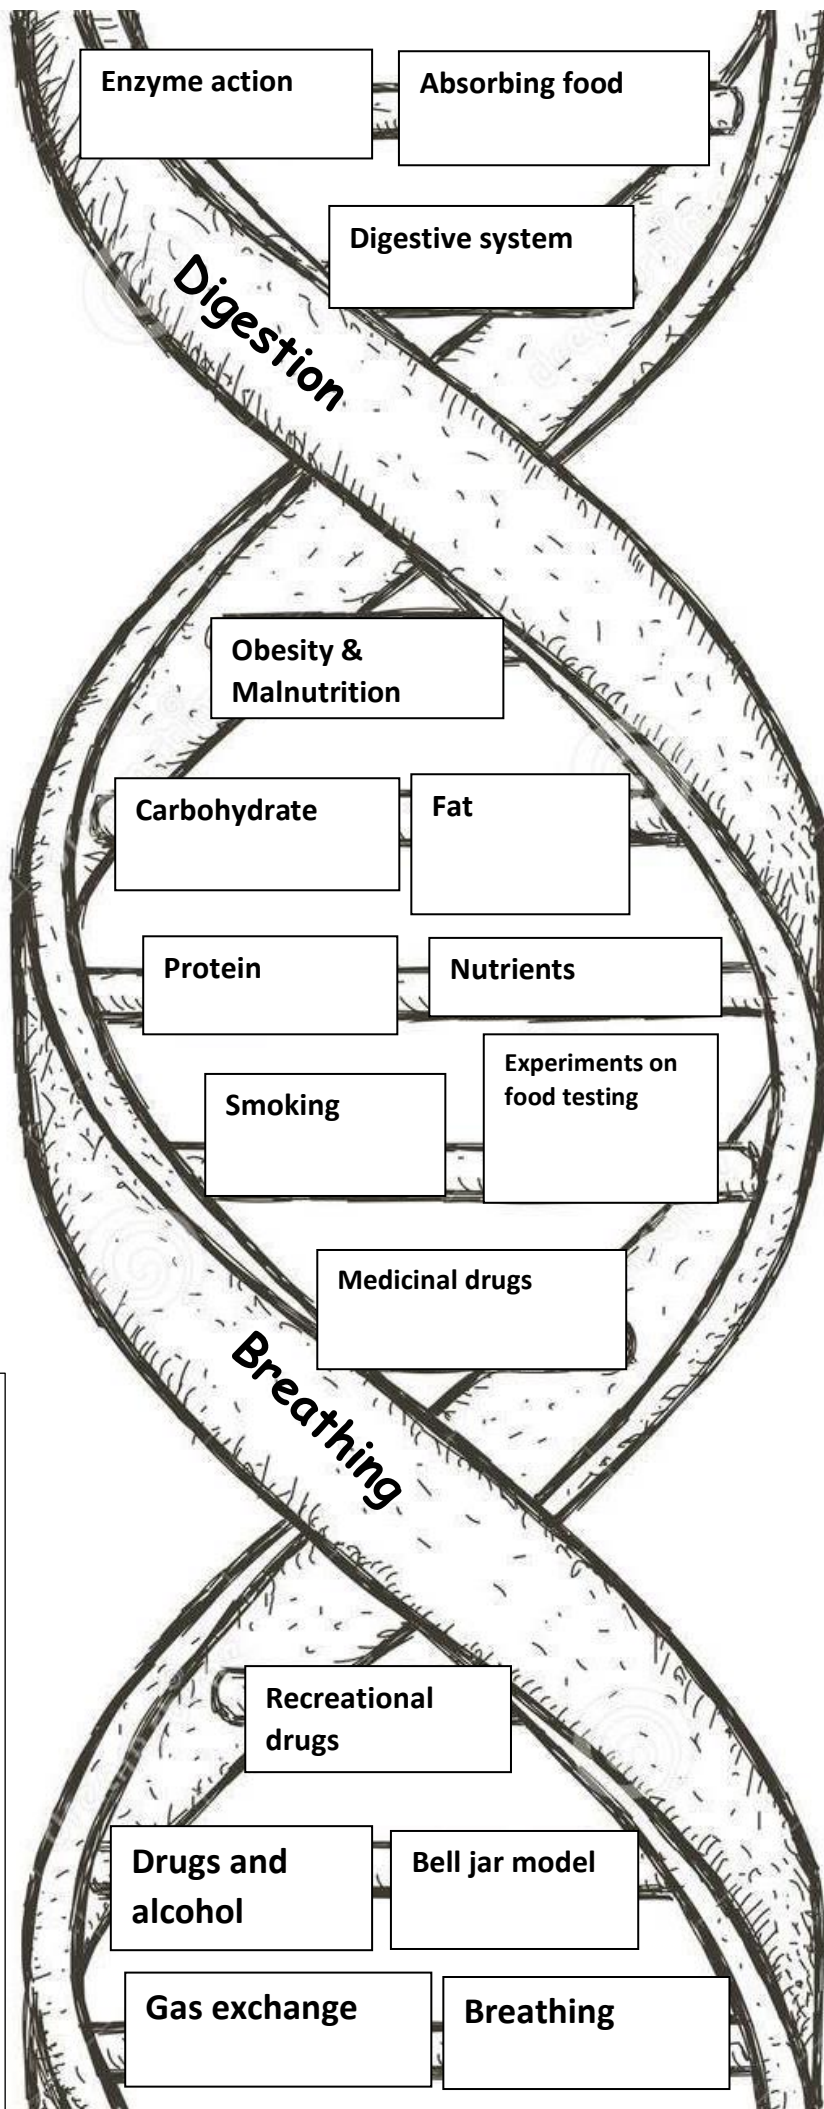 Enzyme action
Absorbing food
Digestive system
Digestion
Obesity &
Malnutrition
Carbohydrate
Fat
Protein
Nutrients
Experiments on
food testing
Smoking
Medicinal drugs
Breathing
Recreational
drugs
Drugs and
alcohol
Bell jar model
Gas exchange
Breathing